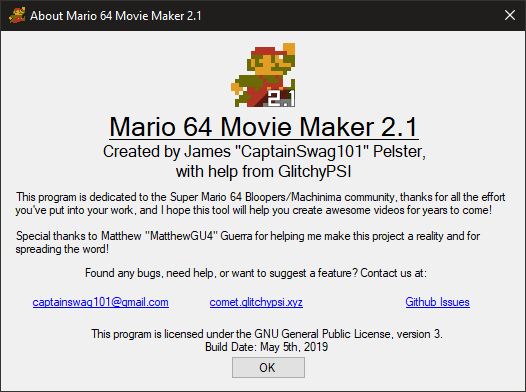 About Mario 64 Movie Maker 2.1
2.1
Mario 64 Movie Maker 2.1
Created by James "CaptainSwag101" Pelster,
with help from GlitchyPSI
This program is dedicated to the Super Mario 64 Bloopers/Machinima community, thanks for all the effort
you've put into your work, and I hope this tool will help you create awesome videos for years to come!
Special thanks to Matthew "MatthewGU4" Guerra for helping me make this project a reality and for
spreading the word!
Found any bugs, need help, or want to suggest a feature? Contact us at:
captainswag101@gmail.com comet.glitchypsi.xyz Github Issues
This program is licensed under the GNU General Public License, version 3.
Build Date: May 5th, 2019
OK